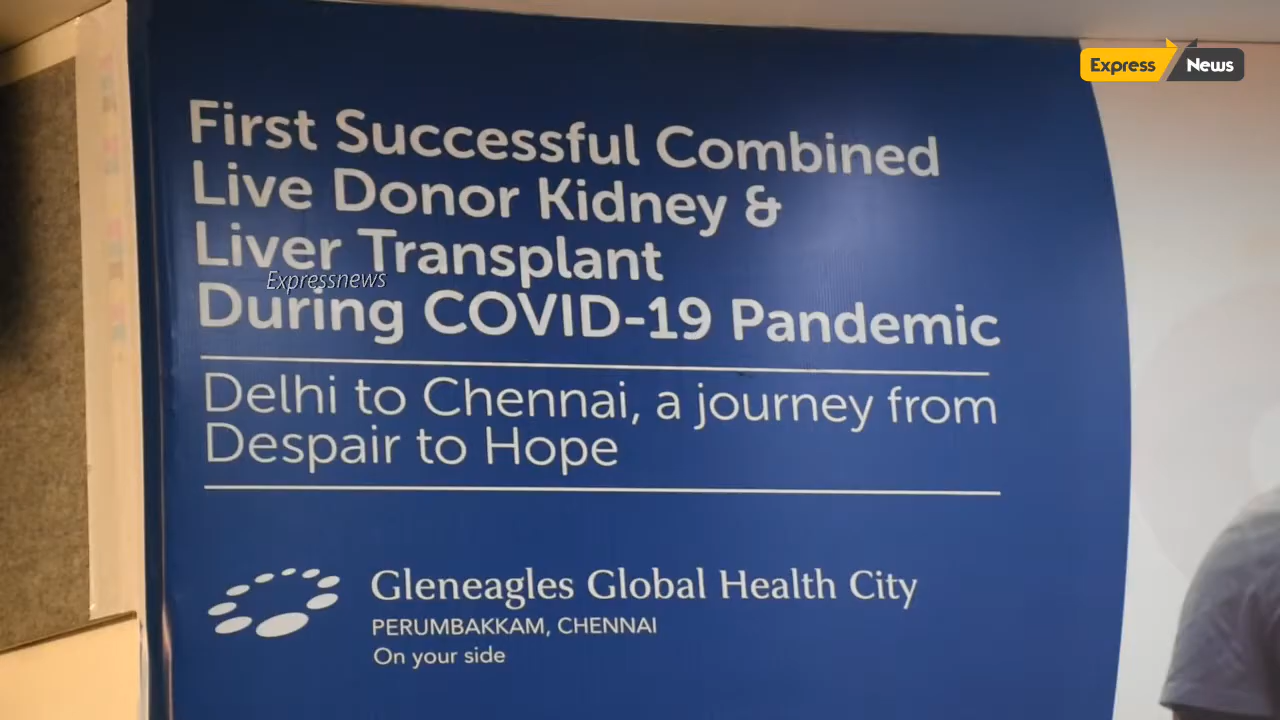 Express News
First Successful Combined
Live Donor Kidney &
Liver Transplant
Expressnews
During COVID-19 Pandemic
Delhi to Chennai, a journey from
Despair to Hope
Gleneagles Global Health City
PERUMBAKKAM, CHENNAI
On your side